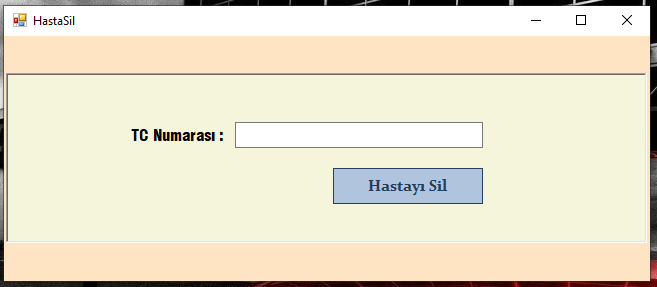 HastaSil
TC Numarası :
Hastayı Sil